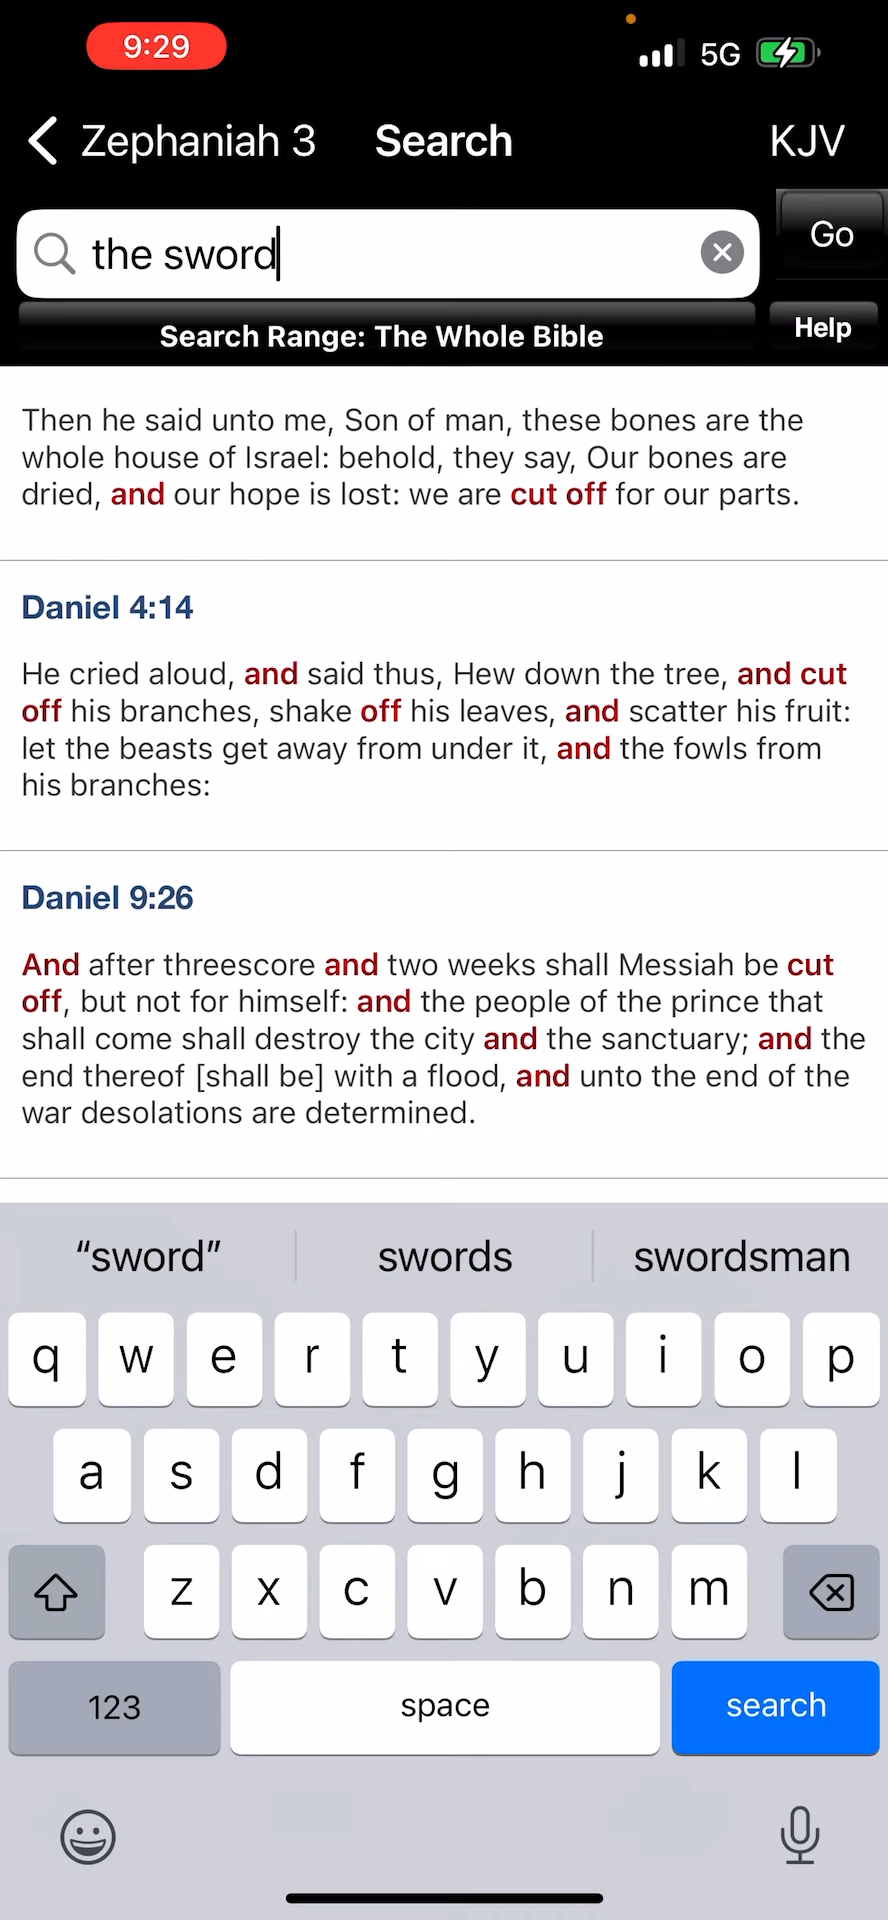 9:29
5G
Zephaniah 3 Search KJV
the sword
Go
Search Range: The Whole Bible
Help
Then he said unto me, Son of man, these bones are the
whole house of Israel: behold, they say, Our bones are
dried, and our hope is lost: we are cut off for our parts.
Daniel 4:14
He cried aloud, and said thus, Hew down the tree, and cut
off his branches, shake off his leaves, and scatter his fruit:
let the beasts get away from under it, and the fowls from
his branches:
Daniel 9:26
And after threescore and two weeks shall Messiah be cut
off, but not for himself: and the people of the prince that
shall come shall destroy the city and the sanctuary; and the
end thereof [shall be] with a flood, and unto the end of the
war desolations are determined.
“sword” swords swordsman
q w e r t y u i o p
a s d f g h j k l
z x c v b n m
123 space search